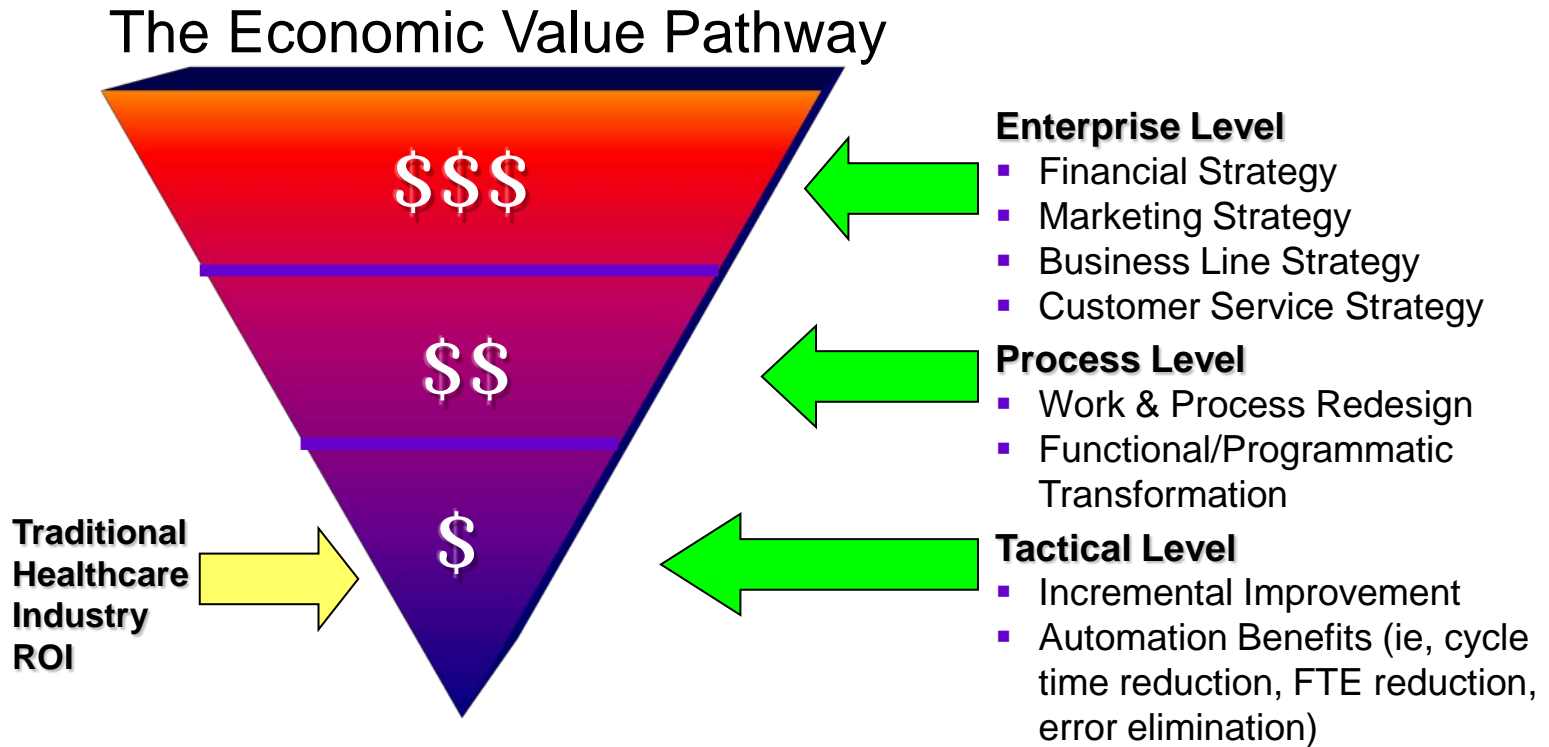 The Economic Value Pathway
$$$
$$
$
Traditional
Healthcare
Industry
ROI
Enterprise Level
▪ Financial Strategy
▪ Marketing Strategy
▪ Business Line Strategy
▪ Customer Service Strategy
Process Level
▪ Work & Process Redesign
▪ Functional/Programmatic
Transformation
Tactical Level
▪ Incremental Improvement
▪ Automation Benefits (ie, cycle
time reduction, FTE reduction,
error elimination)